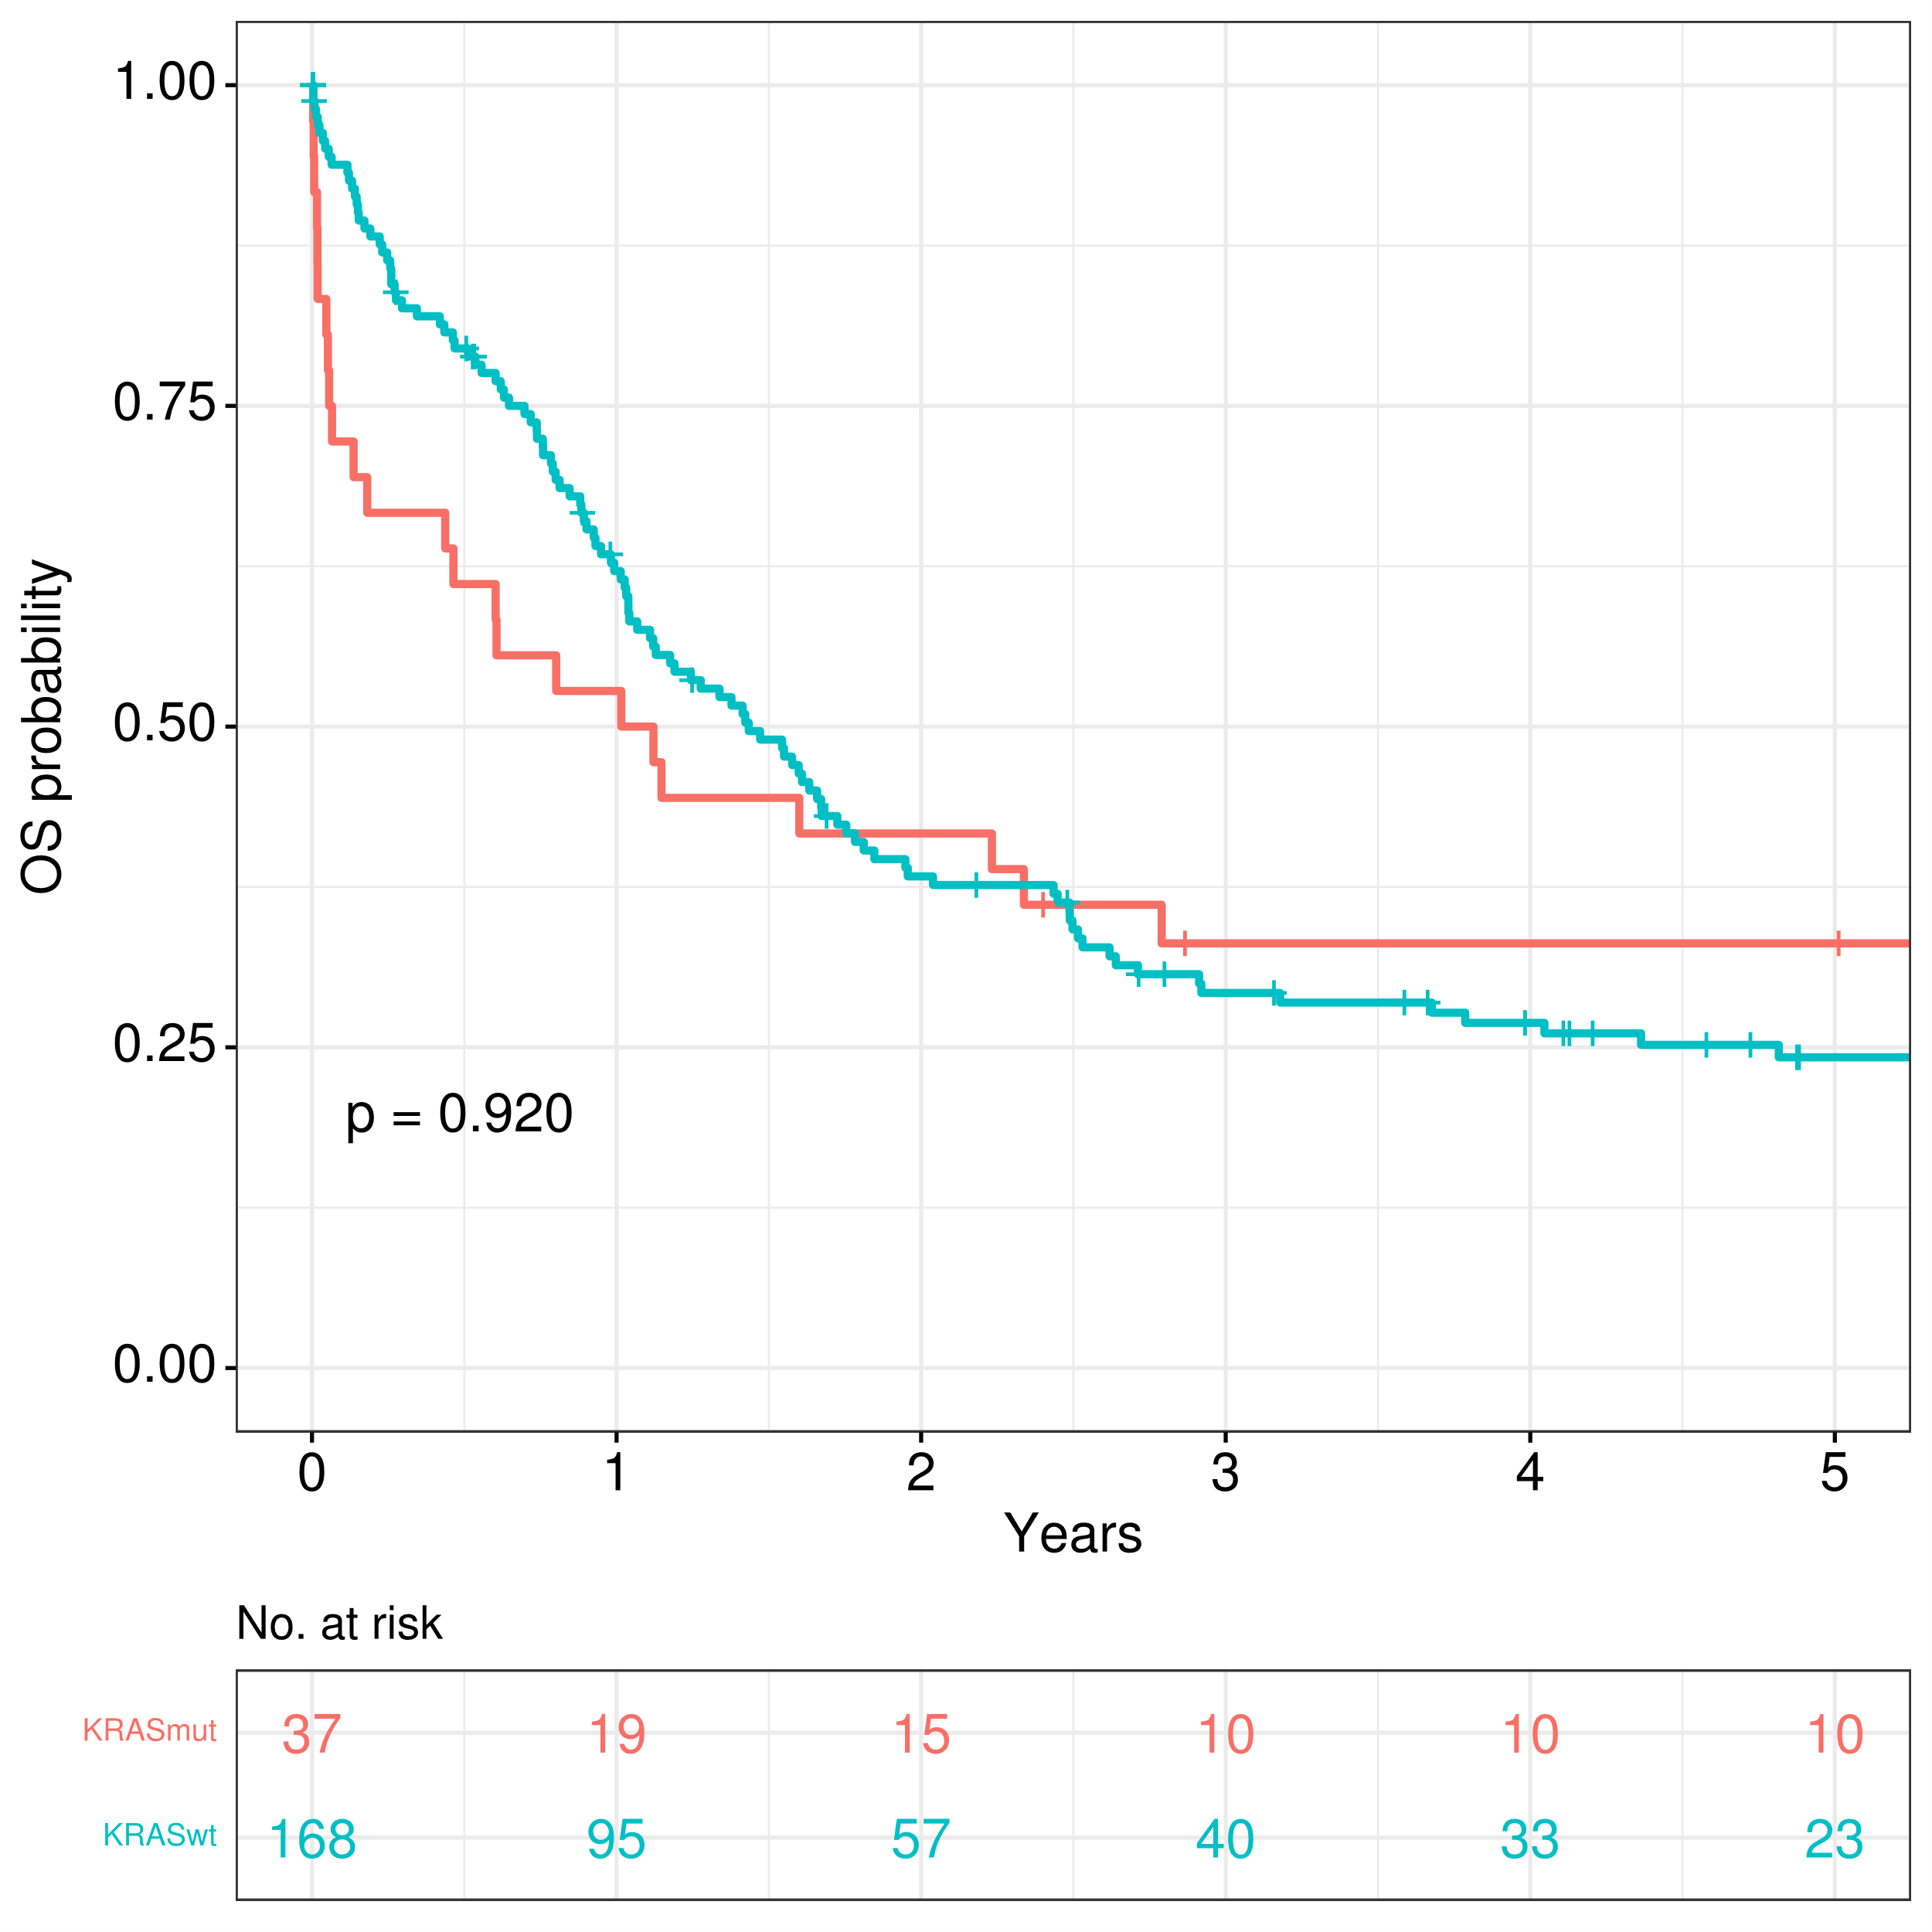 OS probability
1.00
0.75
0.50
0.25
0.00
p = 0.920
0 1 2 3 4 5
Years
No. at risk
KRASmut 37 19 15 10 10 10
KRASwt 168 95 57 40 33 23